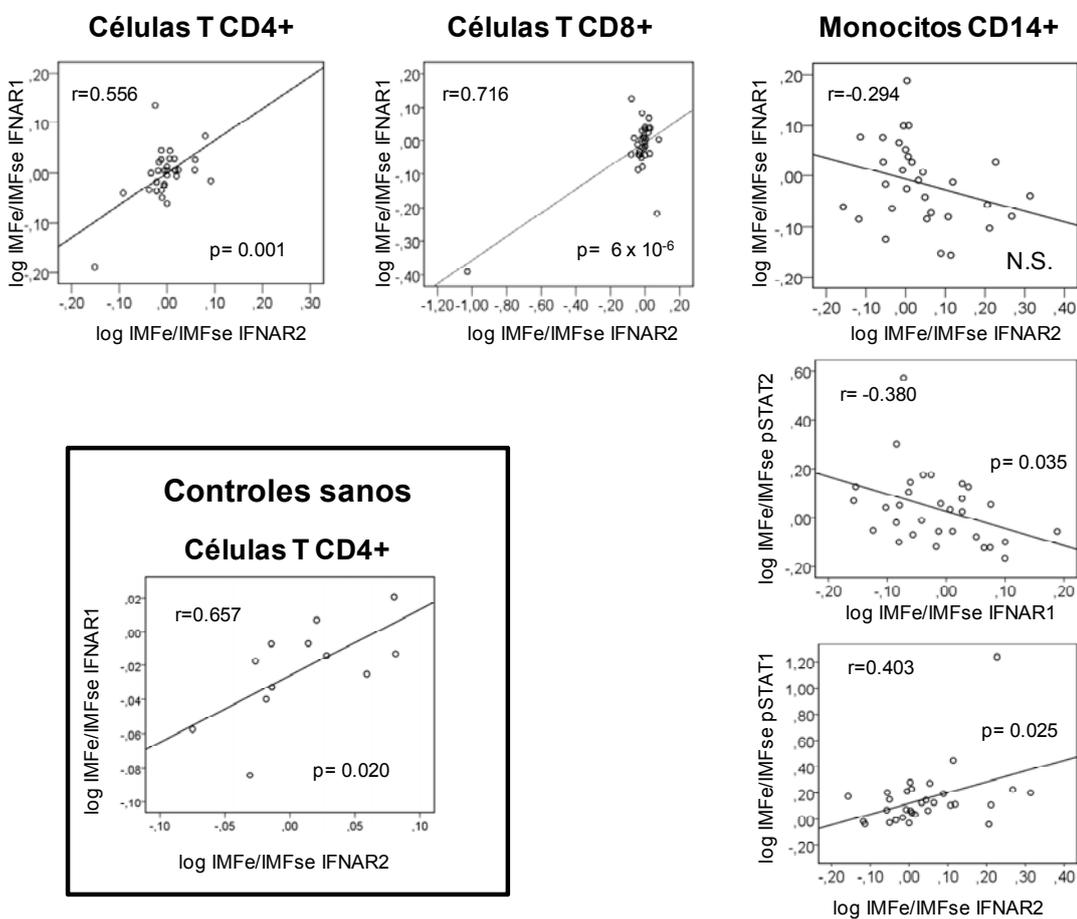 Células T CD4+
log IMFe/IMFse IFNAR1
,20
,10
,00
-,10
-,20
r=0.556
p= 0.001
-,20 -,10 ,00 ,10 ,20 ,30
log IMFe/IMFse IFNAR2
Células T CD8+
log IMFe/IMFse IFNAR1
,20
,10
,00
-,10
-,20
-,30
-,40
r=0.716
p= 6 x 10-6
-1,20 -1,00 -,80 -,60 -,40 -,20 ,00 ,20
log IMFe/IMFse IFNAR2
Monocitos CD14+
log IMFe/IMFse IFNAR1
,20
,10
,00
-,10
-,20
r=-0.294
N.S.
-,20 -,10 ,00 ,10 ,20 ,30 ,40
log IMFe/IMFse IFNAR2
log IMFe/IMFse pSTAT2
,60
,40
,20
,00
-,20
r= -0.380
p= 0.035
-,20 -,10 ,00 ,10 ,20
log IMFe/IMFse IFNAR1
Controles sanos
Células T CD4+
log IMFe/IMFse IFNAR1
,02
,00
-,02
-,04
-,06
-,08
-,10
r=0.657
p= 0.020
-,10 -,05 ,00 ,05 ,10
log IMFe/IMFse IFNAR2
log IMFe/IMFse pSTAT1
1,20
1,00
,80
,60
,40
,20
,00
-,20
r=0.403
p= 0.025
-,20 -,10 ,00 ,10 ,20 ,30 ,40
log IMFe/IMFse IFNAR2